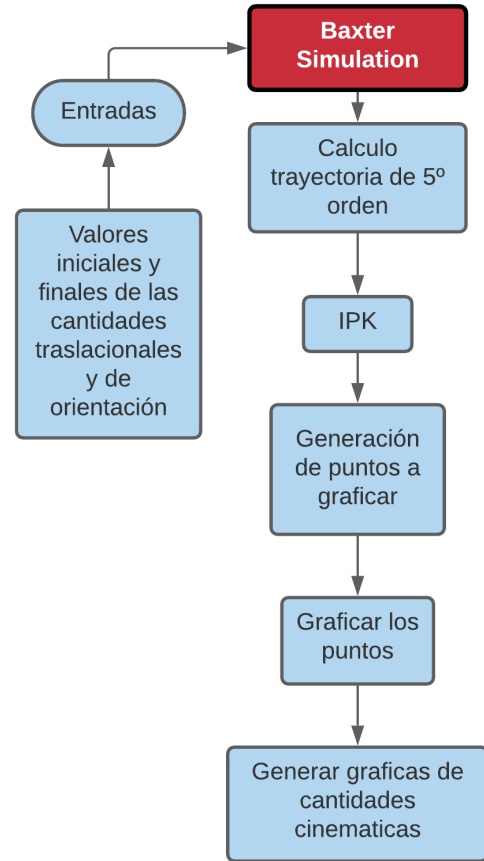 Baxter
Simulation
Entradas
Calculo
trayectoria de 5º
orden
Valores
iniciales y
finales de las
cantidades
traslacionales
y de
orientación
IPK
Generación
de puntos a
graficar
Graficar los
puntos
Generar graficas de
cantidades
cinematicas